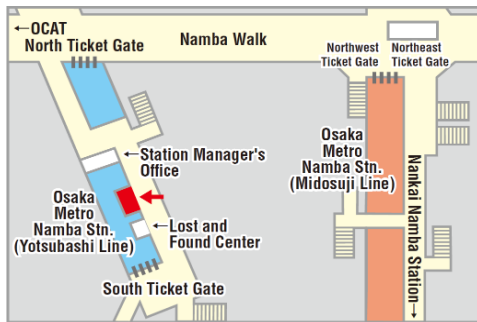 ←OCAT
North Ticket Gate
Namba Walk
Northwest
Ticket Gate
Northeast
Ticket Gate
Station Manager's
Office
Osaka
Metro
Namba Stn.
(Midosuji Line)
Osaka
Metro
Namba Stn.
(Yotsubashi Line)
Lost and
Found Center
South Ticket Gate
Nankai Namba Station→